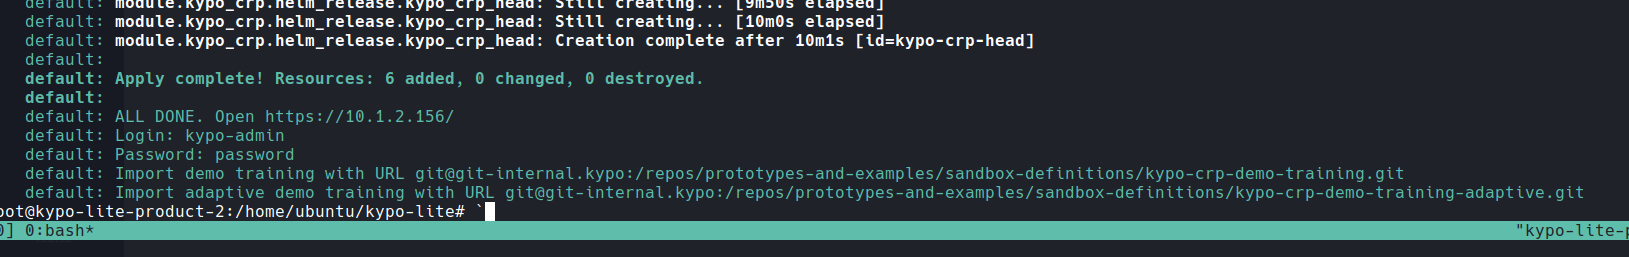 default: module.kypo_crp.helm_release.kypo_crp_head: Still creating... [9m50s elapsed]
default: module.kypo_crp.helm_release.kypo_crp_head: Still creating... [10m0s elapsed]
default: module.kypo_crp.helm_release.kypo_crp_head: Creation complete after 10m1s [id=kypo-crp-head]
default:
default: Apply complete! Resources: 6 added, 0 changed, 0 destroyed.
default:
default: ALL DONE. Open https://10.1.2.156/
default: Login: kypo-admin
default: Password: password
default: Import demo training with URL git@git-internal.kypo:/repos/prototypes-and-examples/sandbox-definitions/kypo-crp-demo-training.git
default: Import adaptive demo training with URL git@git-internal.kypo:/repos/prototypes-and-examples/sandbox-definitions/kypo-crp-demo-training-adaptive.git
oot@kypo-lite-product-2:/home/ubuntu/kypo-lite# `
0] 0:bash* "kypo-lite-p